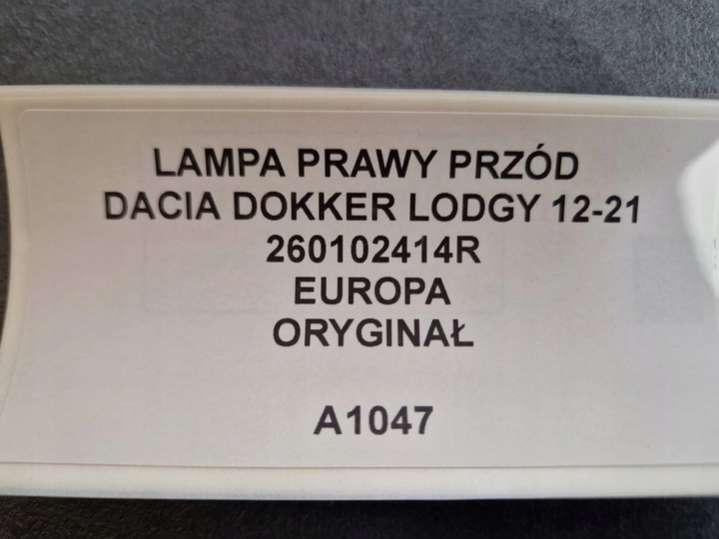 LAMPA PRAWY PRZÓD
DACIA DOKKER LODGY 12-21
260102414R
EUROPA
ORYGINAŁ
A1047